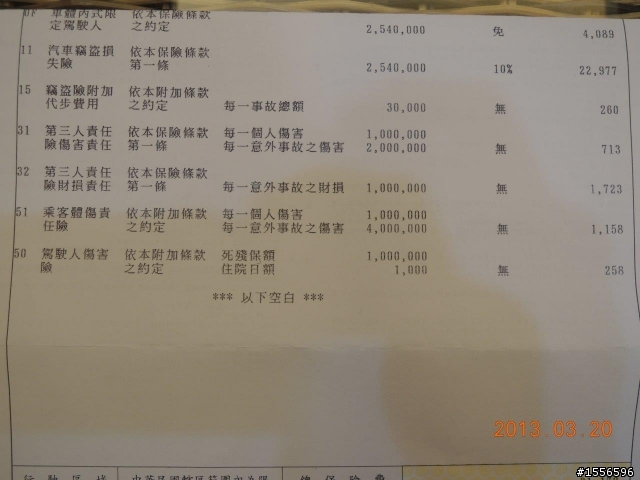 0F 車體丙式限 依本保險條款
定駕駛人 之約定 2,540,000 免 4,089
11 汽車竊盜損 依本保險條款
失險 第一條 2,540,000 10% 22,977
15 竊盜險附加 依本附加條款
代步費用 之約定 每一事故總額 30,000 無 260
31 第三人責任 依本保險條款 每一個人傷害 1,000,000
險傷害責任 第一條 每一意外事故之傷害 2,000,000 無 713
32 第三人責任 依本保險條款
險財損責任 第一條 每一意外事故之財損 1,000,000 無 1,723
51 乘客體傷責 依本附加條款 每一個人傷害 1,000,000
任險 之約定 每一意外事故之傷害 4,000,000 無 1,158
50 駕駛人傷害 依本附加條款 死殘保額 1,000,000
險 之約定 住院日額 1,000 無 258
*** 以下空白 ***
2013.03.20
#1556596